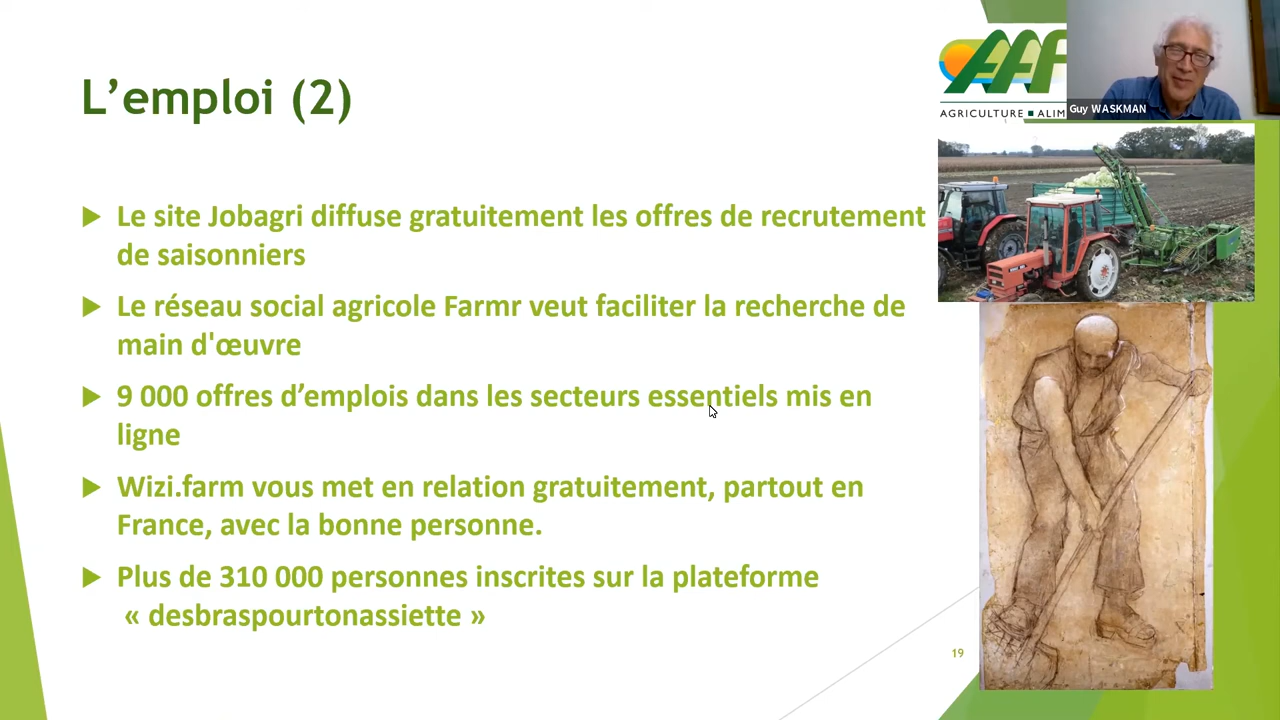 L’emploi (2)
AAF
AGRICULTURE ■ ALIM
Guy WASKMAN
Le site Jobagri diffuse gratuitement les offres de recrutement
de saisonniers
Le réseau social agricole Farmr veut faciliter la recherche de
main d'œuvre
9 000 offres d’emplois dans les secteurs essentiels mis en
ligne
Wizi.farm vous met en relation gratuitement, partout en
France, avec la bonne personne.
Plus de 310 000 personnes inscrites sur la plateforme
« desbraspourtonassiette »
19